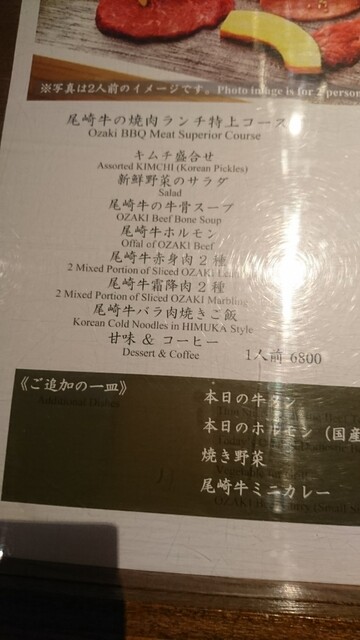 ※写真は2人前のイメージです。Photo image is for 2 person
尾崎牛の焼肉ランチ特上コース
Ozaki BBQ Meat Superior Course
キムチ盛合せ
Assorted KIMCHI (Korean Pickles)
新鮮野菜のサラダ
Salad
尾崎牛の牛骨スープ
OZAKI Beef Bone Soup
尾崎牛ホルモン
Offal of OZAKI Beef
尾崎牛赤身肉2種
2 Mixed Portion of Sliced OZAKI
尾崎牛霜降肉2種
2 Mixed Portion of Sliced OZAKI Marbling
尾崎牛バラ肉焼きご飯
Korean Cold Noodles in HIMUKA Style
甘味 & コーヒー
Dessert & Coffee
1人前 6800
《ご追加の一皿》
Additional Dishes
本日の牛タン
本日のホルモン（国産
焼き野菜
尾崎牛ミニカレー